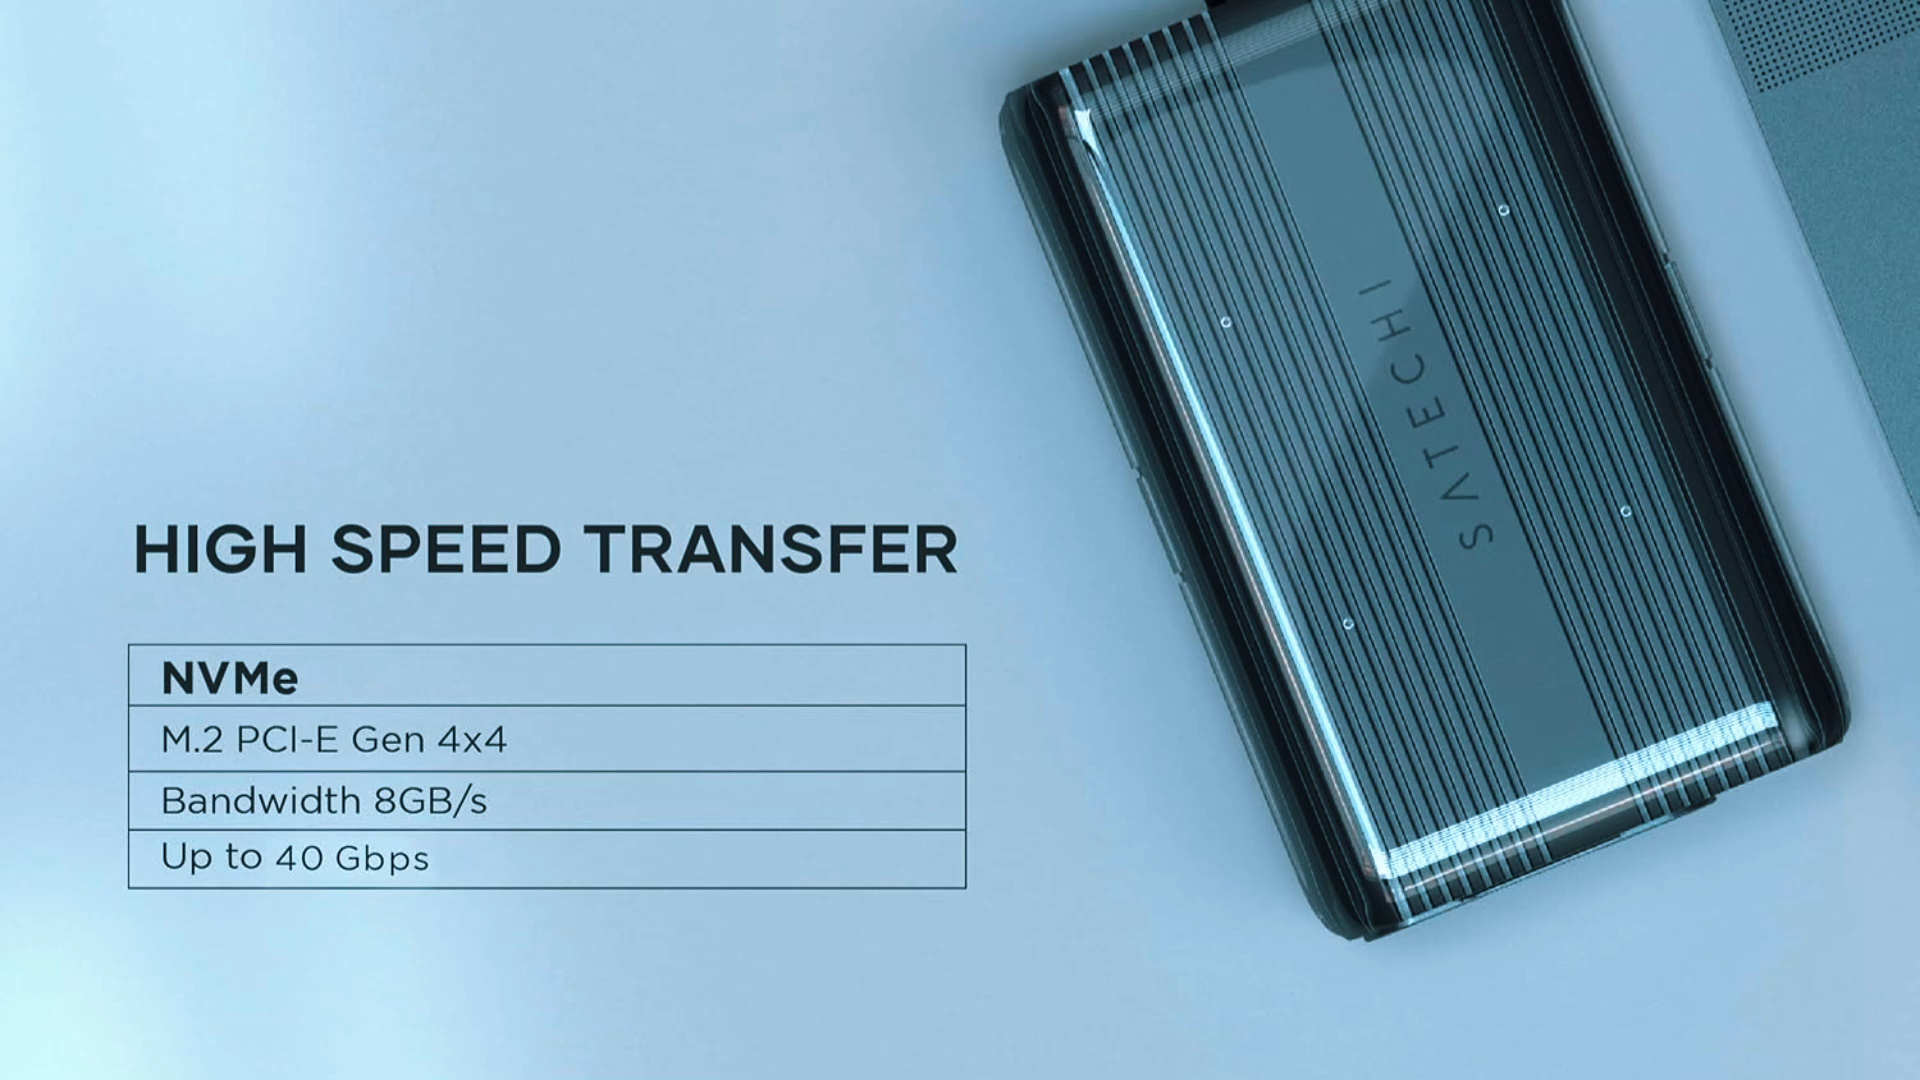 HIGH SPEED TRANSFER
NVMe
M.2 PCI-E Gen 4x4
Bandwidth 8GB/s
Up to 40 Gbps
SATECHI